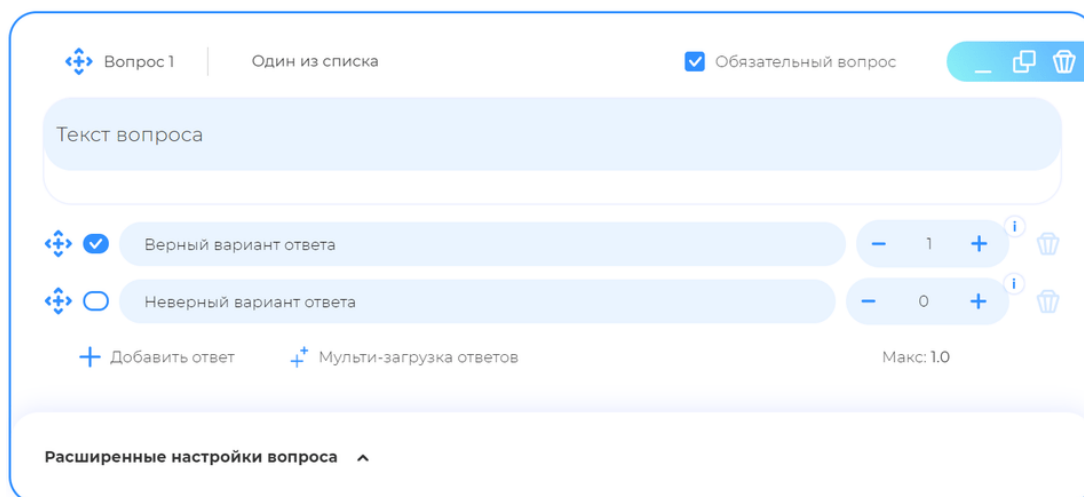 Вопрос 1 Один из списка Обязательный вопрос
Текст вопроса
Верный вариант ответа 1 i
Неверный вариант ответа 0 i
Добавить ответ Мульти-загрузка ответов Макс: 1.0
Расширенные настройки вопроса